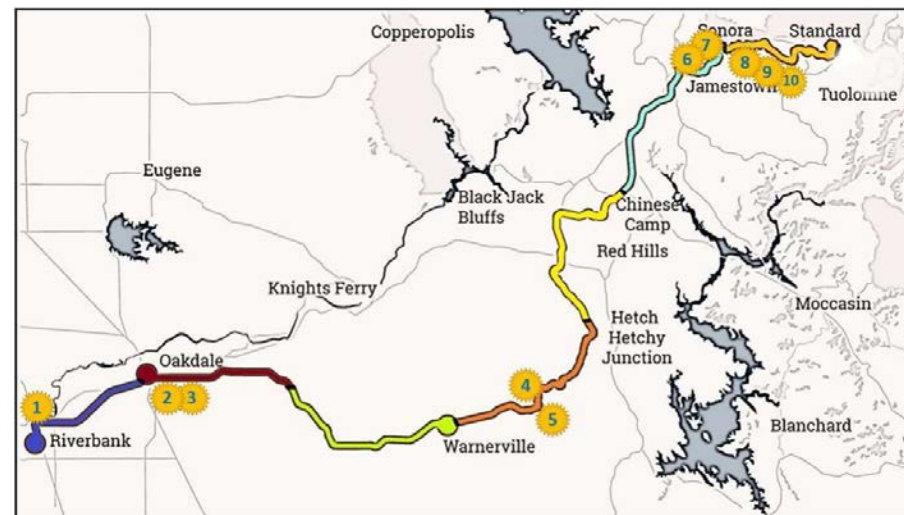 Copperopolis
Sonora
Standard
7
6
8
9
10
Jamestown
Tuolomne
Eugene
Black Jack
Bluffs
Chinese
Camp
Red Hills
Knights Ferry
Moccasin
Hetch
Hetchy
Junction
Oakdale
1
2
3
4
5
Riverbank
Warnerville
Blanchard